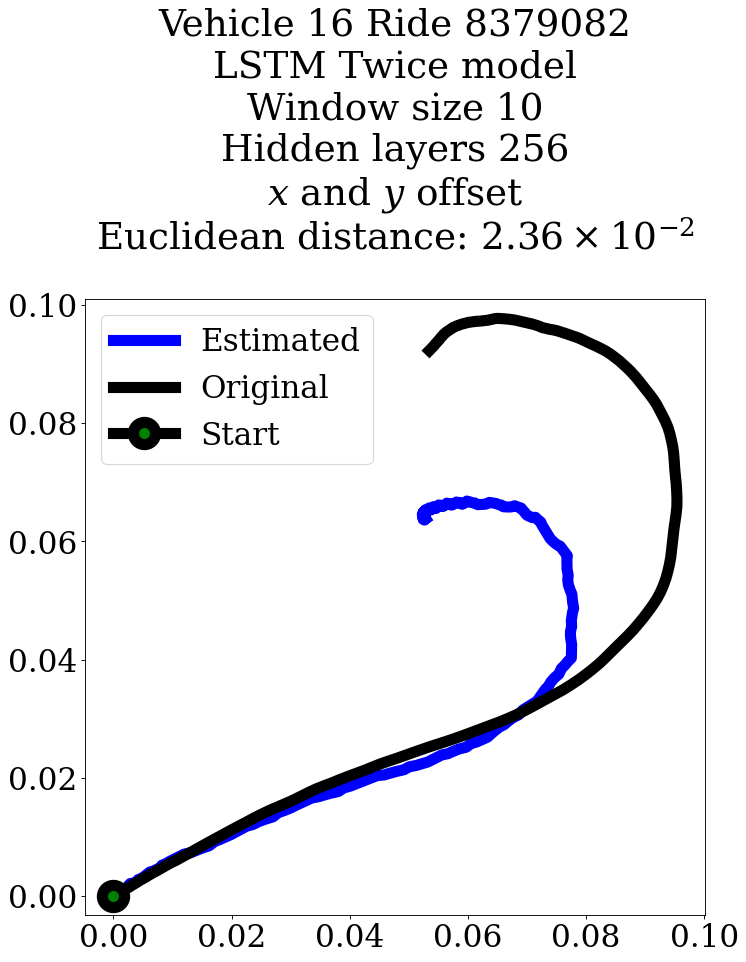 Vehicle 16 Ride 8379082
LSTM Twice model
Window size 10
Hidden layers 256
x and y offset
Euclidean distance: 2.36 × 10⁻²
Estimated
Original
Start
0.10
0.08
0.06
0.04
0.02
0.00
0.00 0.02 0.04 0.06 0.08 0.10